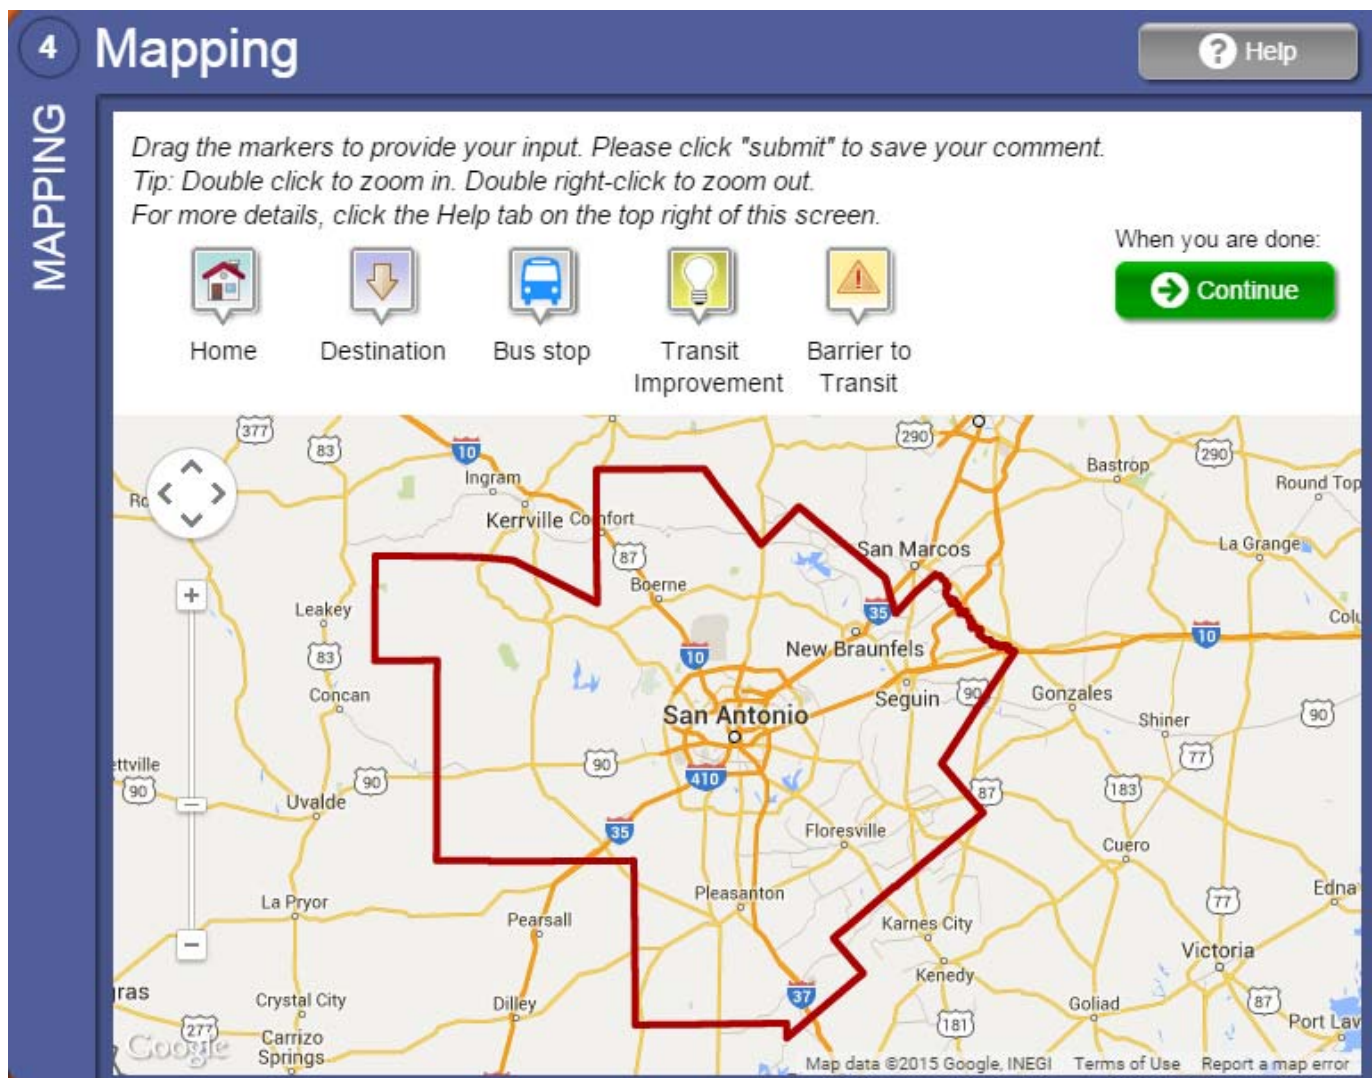 4
Mapping
Help
MAPPING
Drag the markers to provide your input. Please click "submit" to save your comment.
Tip: Double click to zoom in. Double right-click to zoom out.
For more details, click the Help tab on the top right of this screen.
When you are done:
Continue
Home
Destination
Bus stop
Transit
Improvement
Barrier to
Transit
377
83
10
290
290
Bastrop
Ingram
Round Top
Kerrville
Comfort
87
San Marcos
La Grange
Boerne
Leakey
35
10
83
10
New Braunfels
Concan
Seguin
90
Gonzales
San Antonio
Shiner
90
90
77
90
90
410
87
183
Uvalde
35
Floresville
Cuero
Pleasanton
Edna
La Pryor
77
Pearsall
Karnes City
Victoria
Kenedy
Crystal City
Dilley
37
Goliad
87
277
Carrizo
Springs
181
Port Lav
Google
Map data ©2015 Google, INEGI
Terms of Use
Report a map error